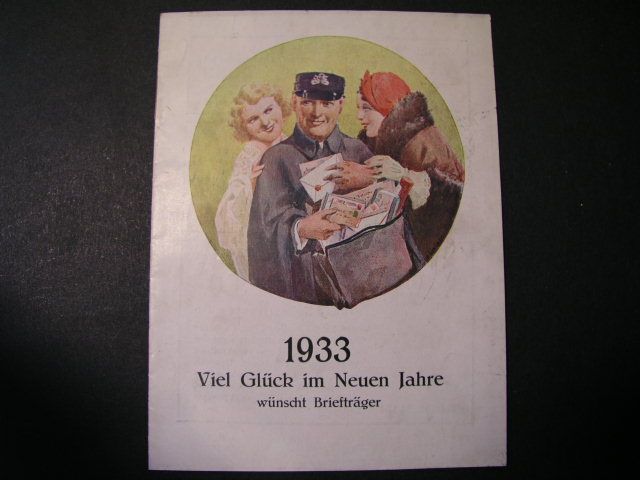 1933
Viel Glück im Neuen Jahre
wünscht Briefträger